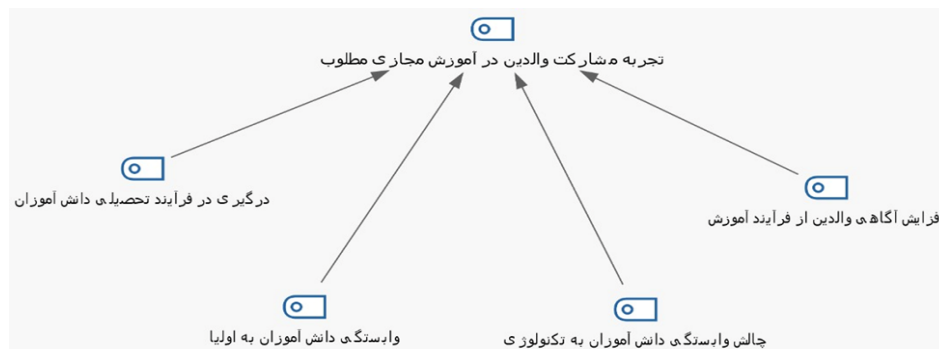 تجربه مشارکت والدین در آموزش مجازی مطلوب
فزایش آگاهی والدین از فرآیند آموزش
درگیری در فرآیند تحصیلی دانش آموزان
چالش وابستگی دانش آموزان به تکنولوژی
وابستگی دانش آموزان به اولیا